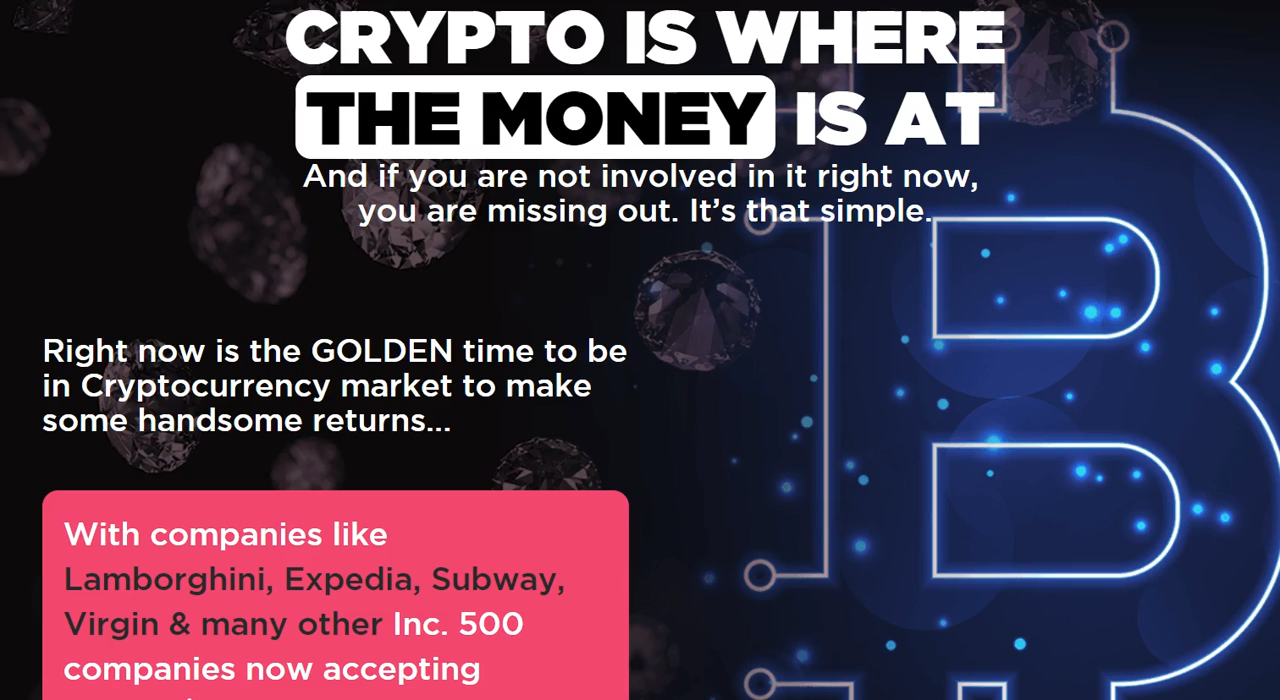 CRYPTO IS WHERE
THE MONEY IS AT
And if you are not involved in it right now,
you are missing out. It’s that simple.
Right now is the GOLDEN time to be
in Cryptocurrency market to make
some handsome returns...
With companies like
Lamborghini, Expedia, Subway,
Virgin & many other Inc. 500
companies now accepting